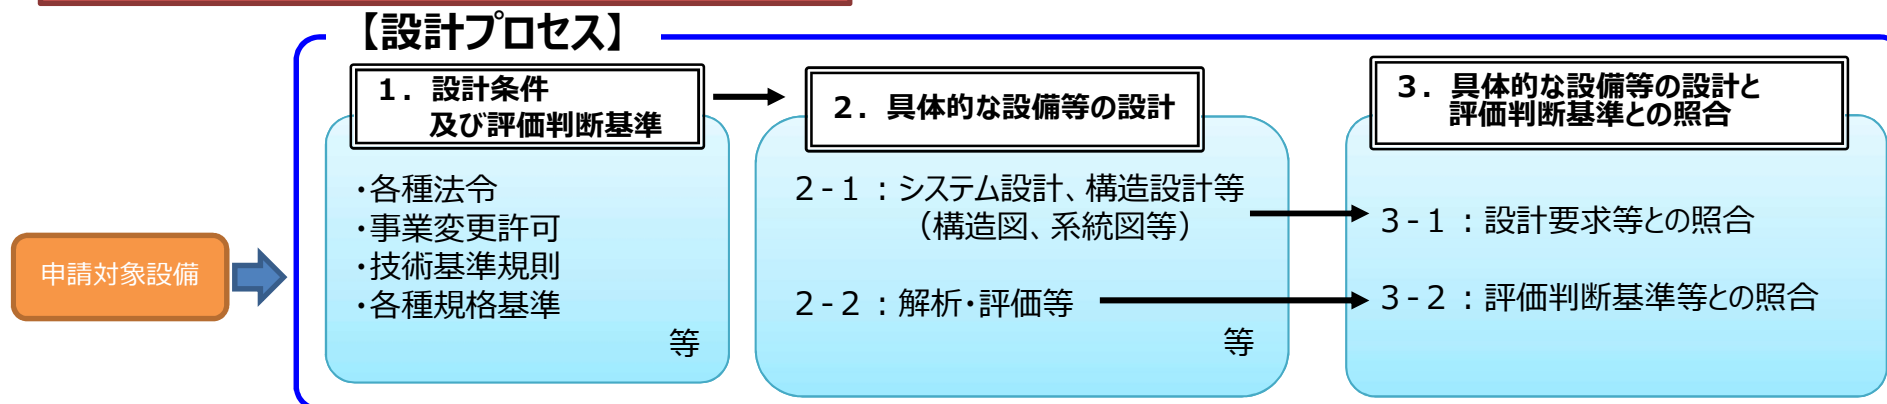 【設計プロセス】
申請対象設備
1. 設計条件
及び評価判断基準
・各種法令
・事業変更許可
・技術基準規則
・各種規格基準
等
2. 具体的な設備等の設計
2-1:システム設計、構造設計等
(構造図、系統図等)
2-2:解析・評価等
等
3. 具体的な設備等の設計と
評価判断基準との照合
3-1:設計要求等との照合
3-2:評価判断基準等との照合